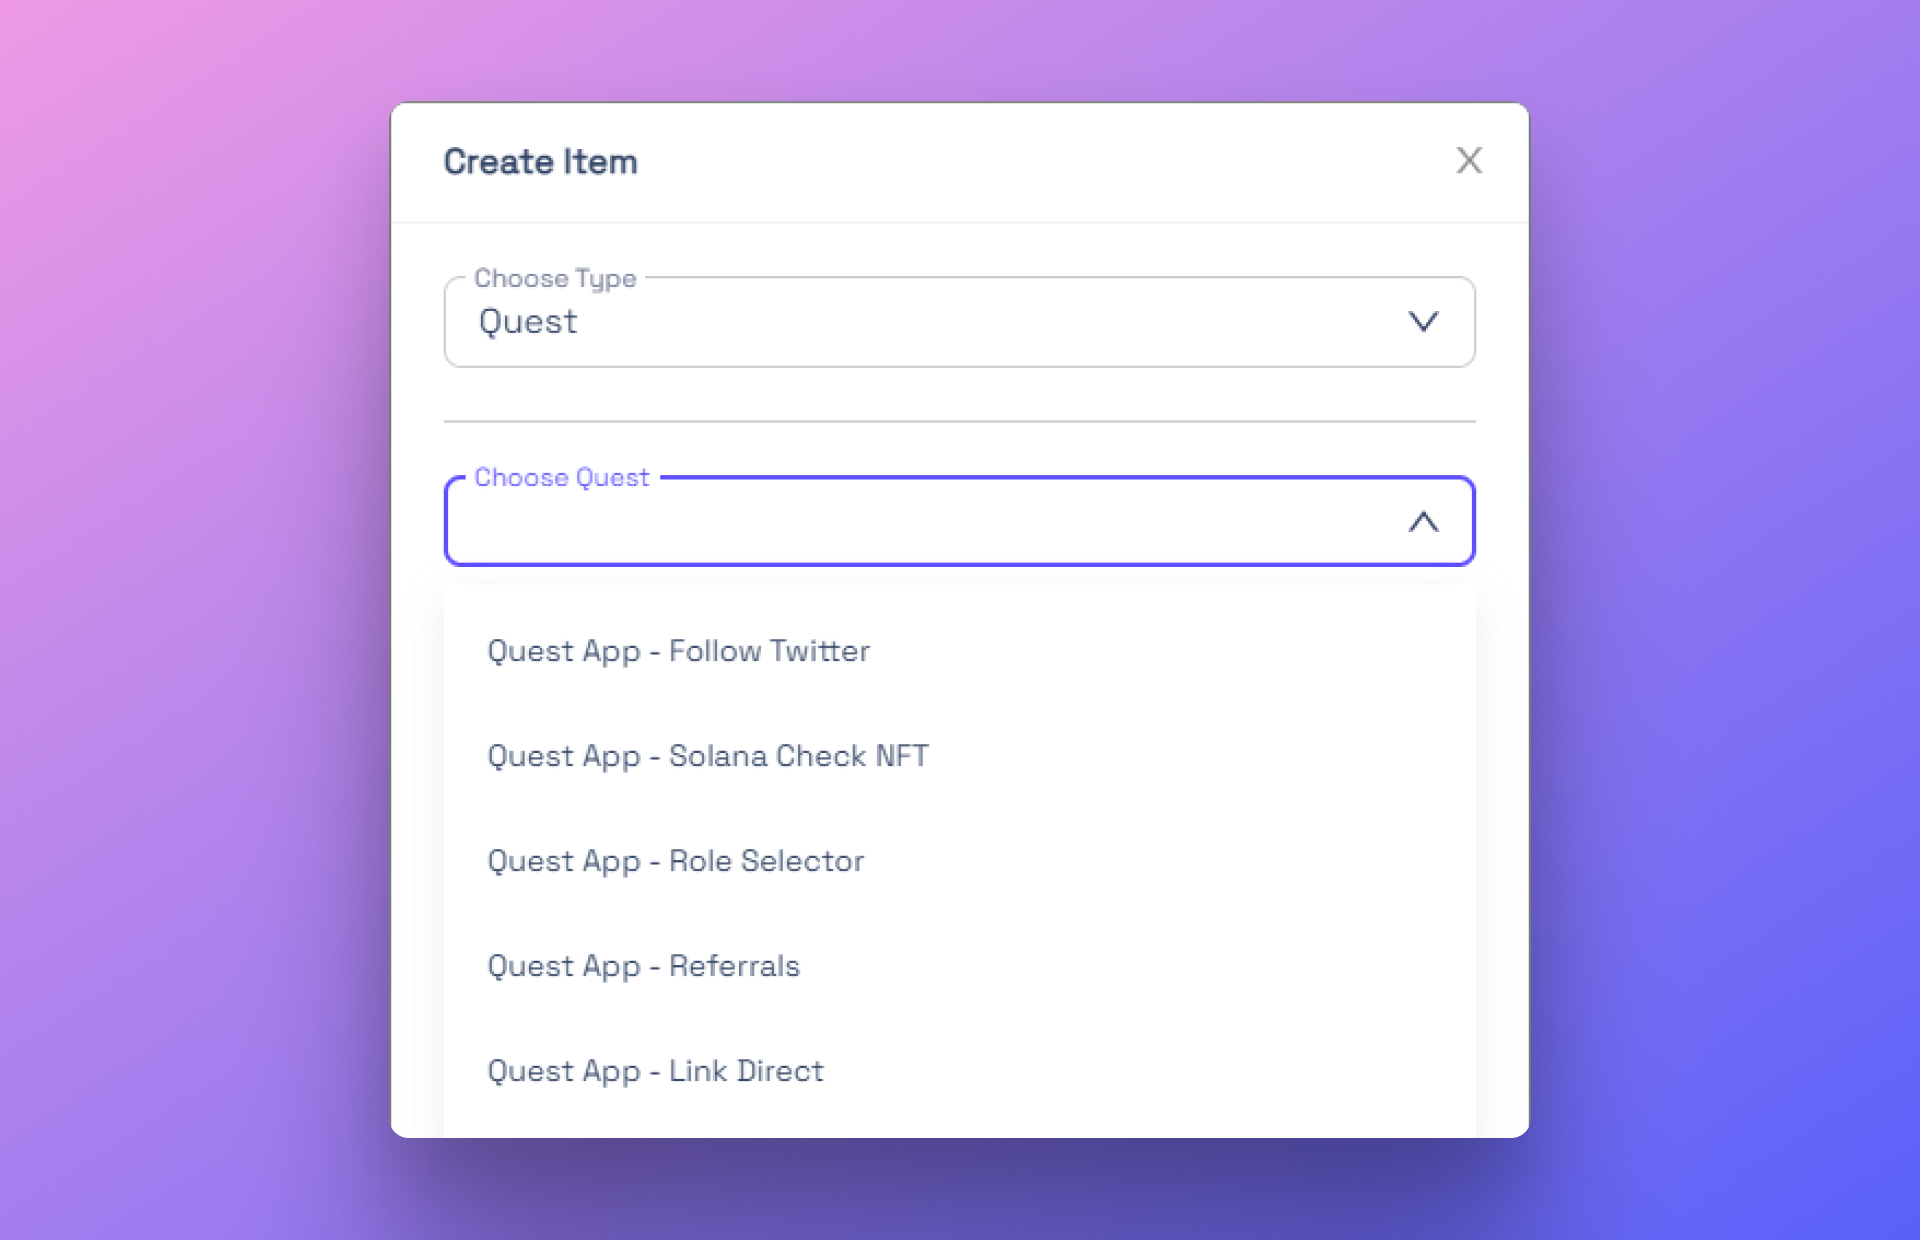 Create Item
Choose Type
Quest
Choose Quest
Quest App - Follow Twitter
Quest App - Solana Check NFT
Quest App - Role Selector
Quest App - Referrals
Quest App - Link Direct